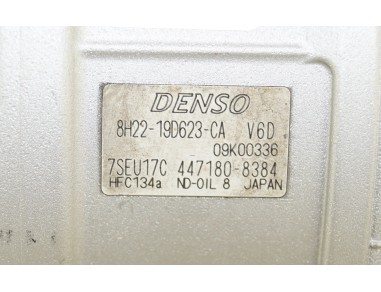 DENSO
8H22-19D623-CA V6D
09K00336
7SEU17C 447180-8384
HFC134a ND-OIL 8 JAPAN